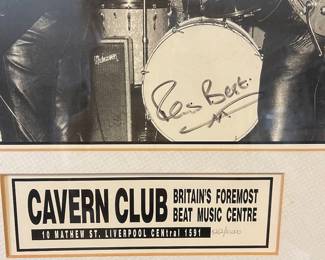 Pete Best.
CAVERN CLUB
BRITAIN'S FOREMOST
BEAT MUSIC CENTRE
10 MATHEW ST. LIVERPOOL CENtral 1591